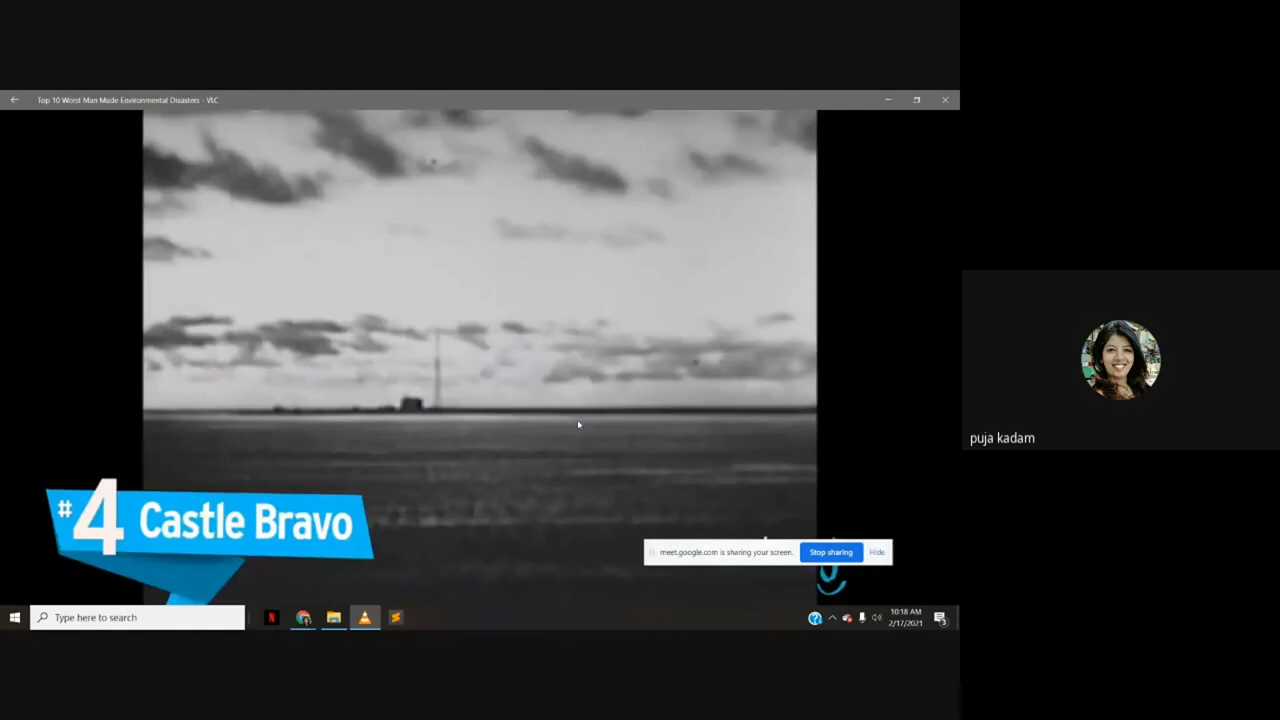 Top 10 Worst Man Made Environmental Disasters - VLC
puja kadam
#4 Castle Bravo
meet.google.com is sharing your screen. Stop sharing Hide
Type here to search
10:18 AM
2/17/2021
3